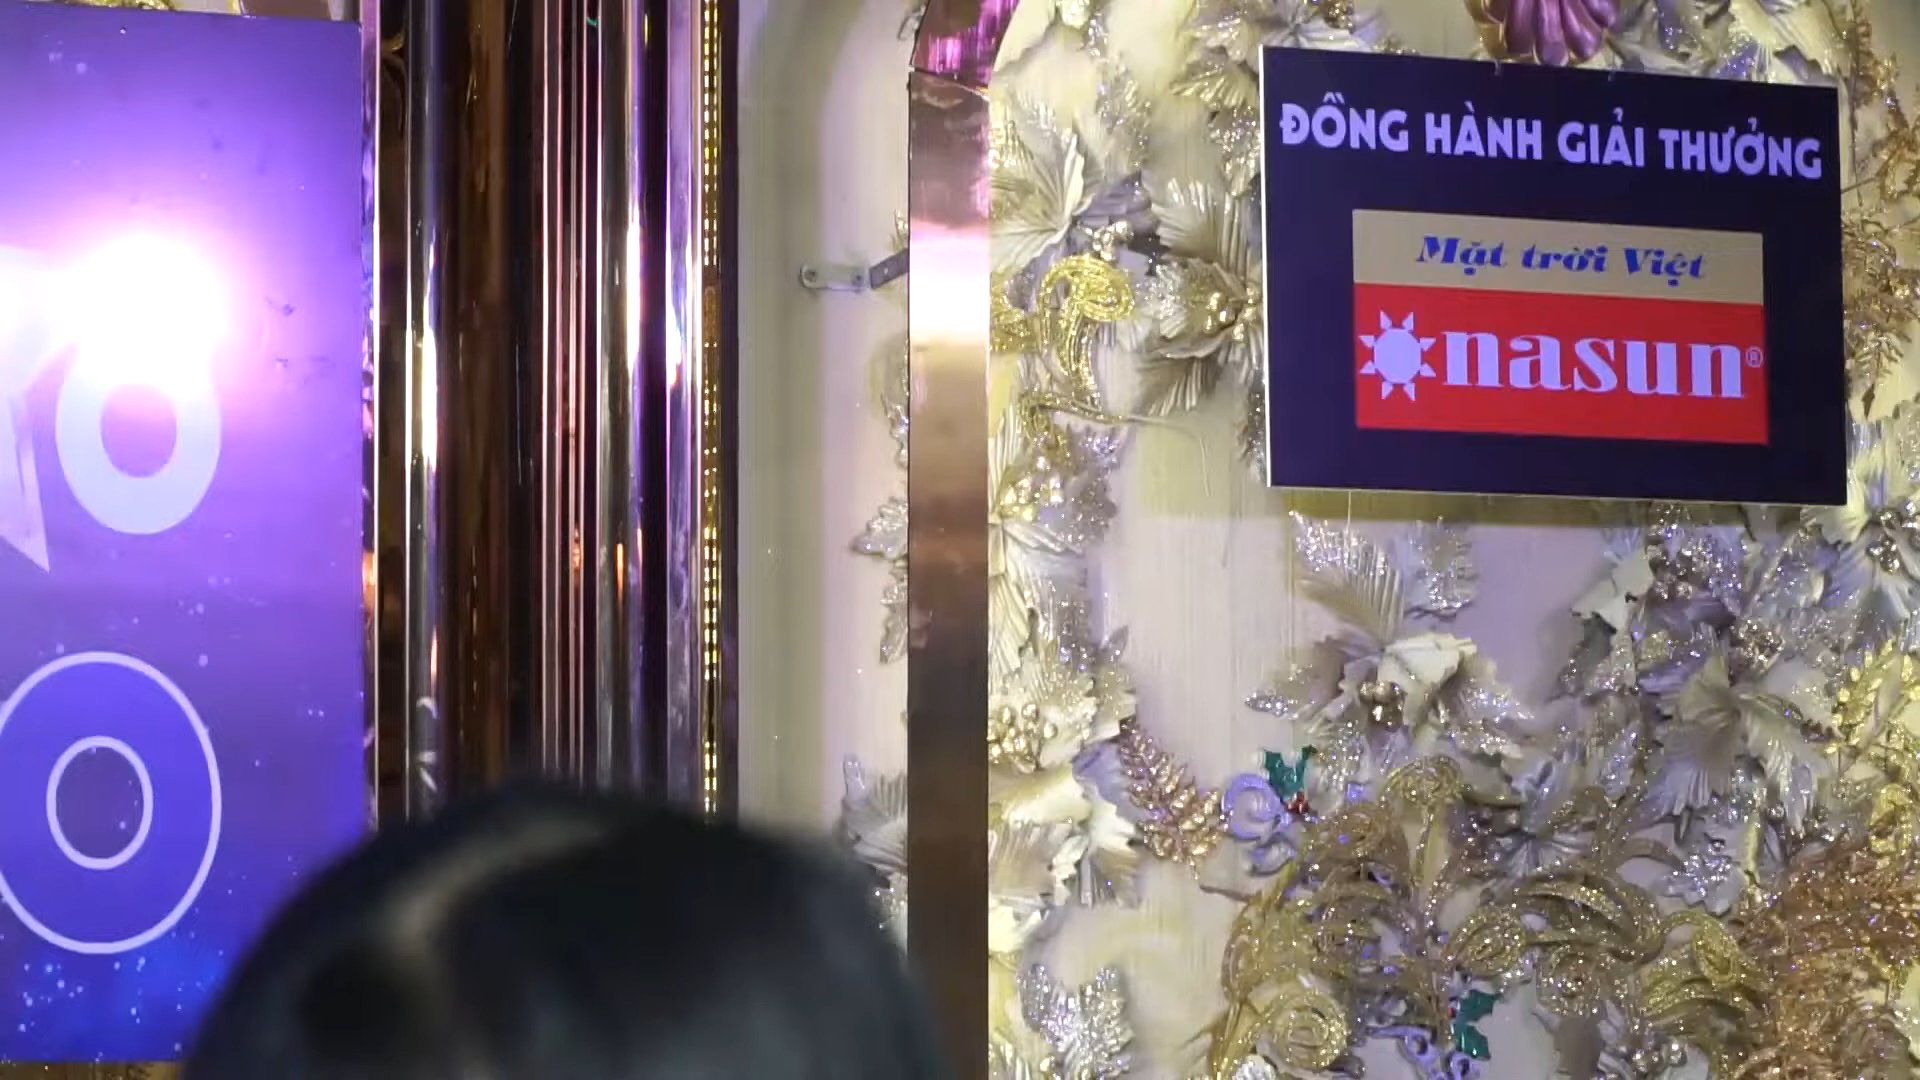 ĐỒNG HÀNH GIẢI THƯỞNG
Mặt trời Việt
nasun®